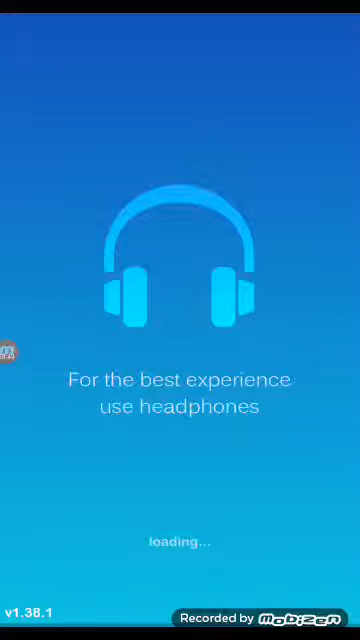 For the best experience
use headphones
loading...
v1.38.1
Recorded by Mobizen